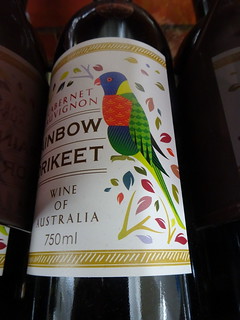 CABERNET
SAUVIGNON
RAINBOW
LORIKEET
WINE
OF
AUSTRALIA
750ml